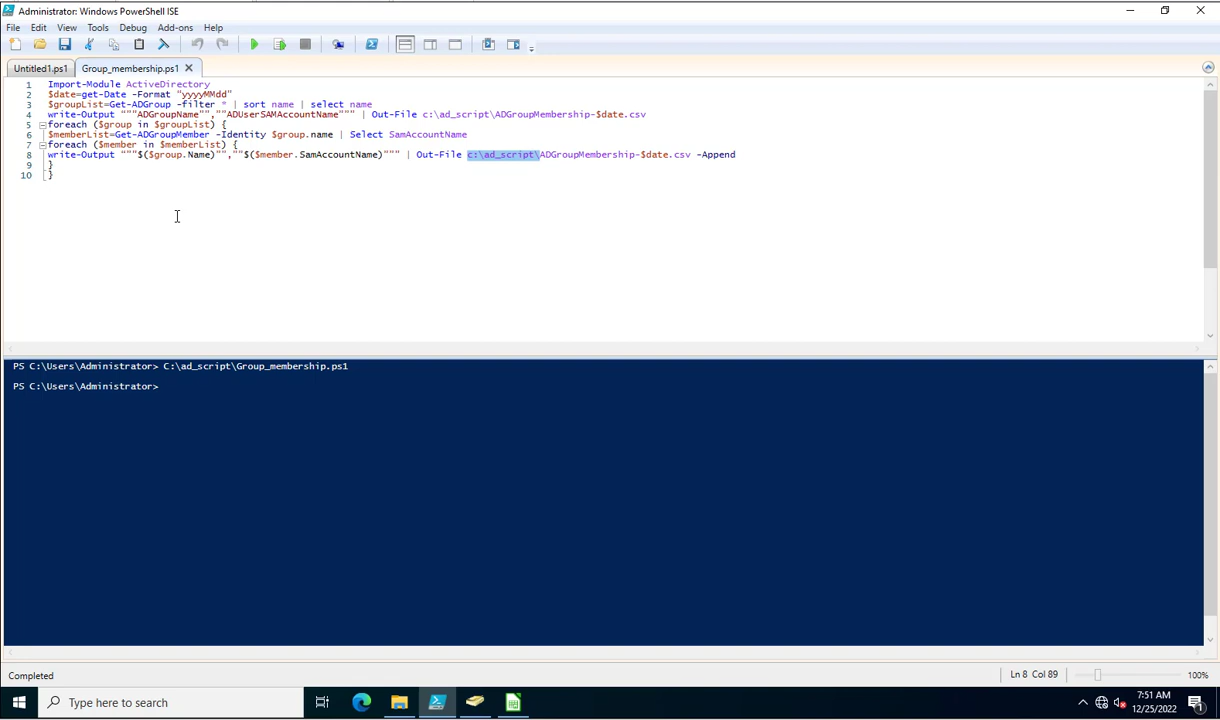 Administrator: Windows PowerShell ISE
File Edit View Tools Debug Add-ons Help
Untitled1.ps1 Group_membership.ps1
1 Import-Module ActiveDirectory
2 $date=get-Date -Format "yyyyMMdd"
3 $groupList=Get-ADGroup -filter * | sort name | select name
4 write-Output """ADGroupName"",""ADUserSAMAccountName""" | Out-File c:\ad_script\ADGroupMembership-$date.csv
5 foreach ($group in $groupList) {
6 $memberList=Get-ADGroupMember -Identity $group.name | Select SamAccountName
7 foreach ($member in $memberList) {
8 write-Output """$($group.Name)"",""$($member.SamAccountName)""" | Out-File c:\ad_script\ADGroupMembership-$date.csv -Append
9 }
10 }
PS C:\Users\Administrator> C:\ad_script\Group_membership.ps1
PS C:\Users\Administrator>
Completed Ln 8 Col 89 100%
Type here to search
7:51 AM
12/25/2022
1